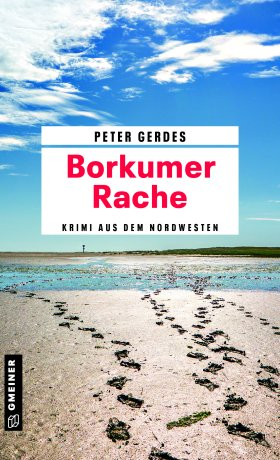 PETER GERDES
Borkumer
Rache
KRIMI AUS DEM NORDWESTEN
GMEINER